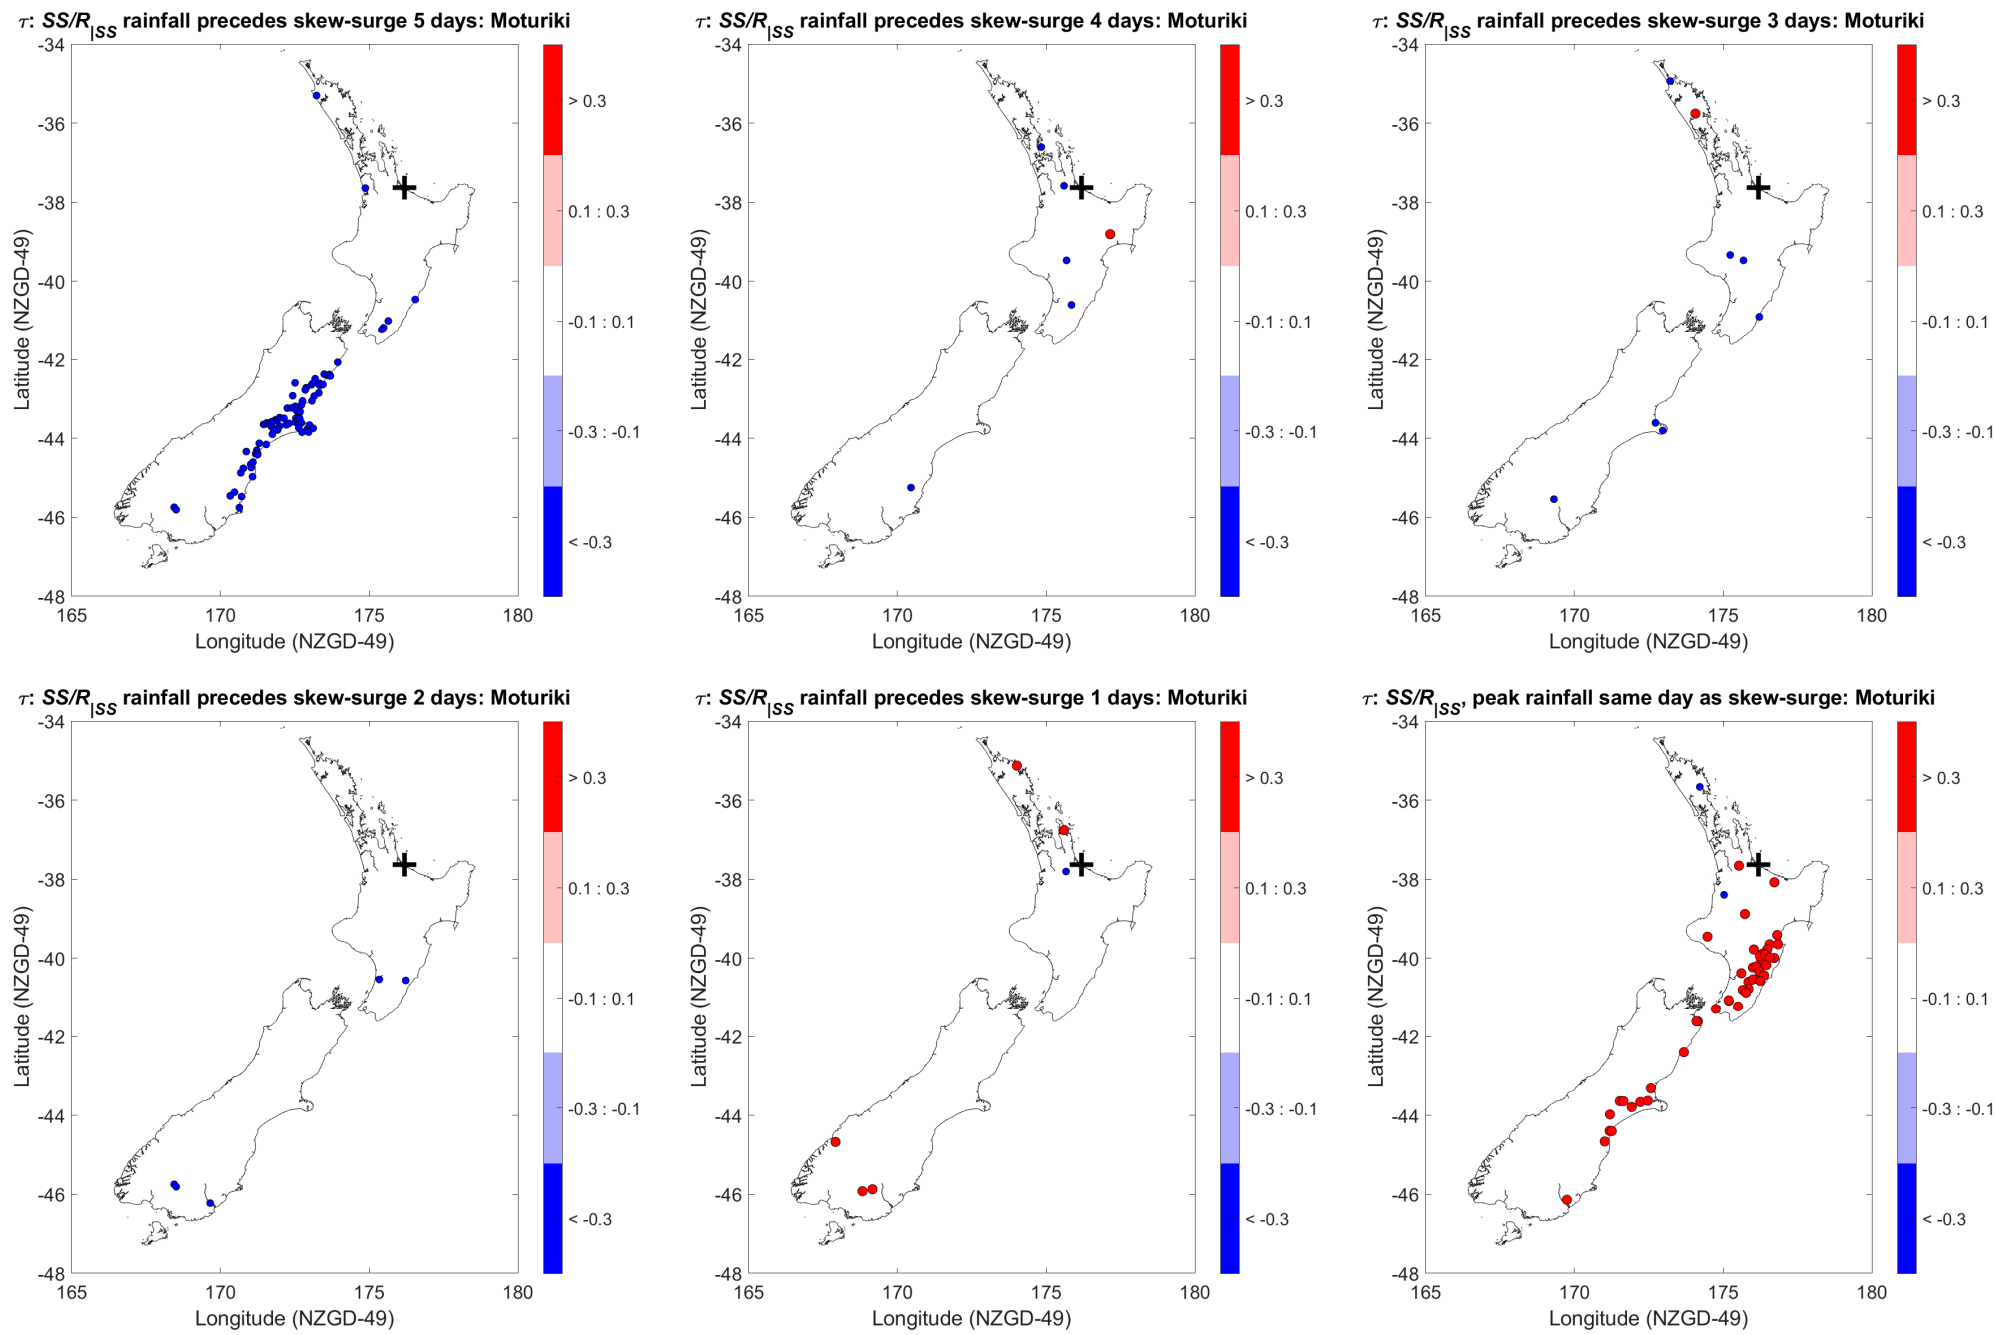 τ: SS/R|SS rainfall precedes skew-surge 5 days: Moturiki
-34
-36
-38
-40
-42
-44
-46
-48
165
170
175
180
Longitude (NZGD-49)
Latitude (NZGD-49)
> 0.3
0.1 : 0.3
-0.1 : 0.1
-0.3 : -0.1
< -0.3
τ: SS/R|SS rainfall precedes skew-surge 4 days: Moturiki
-34
-36
-38
-40
-42
-44
-46
-48
165
170
175
180
Longitude (NZGD-49)
Latitude (NZGD-49)
> 0.3
0.1 : 0.3
-0.1 : 0.1
-0.3 : -0.1
< -0.3
τ: SS/R|SS rainfall precedes skew-surge 3 days: Moturiki
-34
-36
-38
-40
-42
-44
-46
-48
165
170
175
180
Longitude (NZGD-49)
Latitude (NZGD-49)
> 0.3
0.1 : 0.3
-0.1 : 0.1
-0.3 : -0.1
< -0.3
τ: SS/R|SS rainfall precedes skew-surge 2 days: Moturiki
-34
-36
-38
-40
-42
-44
-46
-48
165
170
175
180
Longitude (NZGD-49)
Latitude (NZGD-49)
> 0.3
0.1 : 0.3
-0.1 : 0.1
-0.3 : -0.1
< -0.3
τ: SS/R|SS rainfall precedes skew-surge 1 days: Moturiki
-34
-36
-38
-40
-42
-44
-46
-48
165
170
175
180
Longitude (NZGD-49)
Latitude (NZGD-49)
> 0.3
0.1 : 0.3
-0.1 : 0.1
-0.3 : -0.1
< -0.3
τ: SS/R|SS, peak rainfall same day as skew-surge: Moturiki
-34
-36
-38
-40
-42
-44
-46
-48
165
170
175
180
Longitude (NZGD-49)
Latitude (NZGD-49)
> 0.3
0.1 : 0.3
-0.1 : 0.1
-0.3 : -0.1
< -0.3